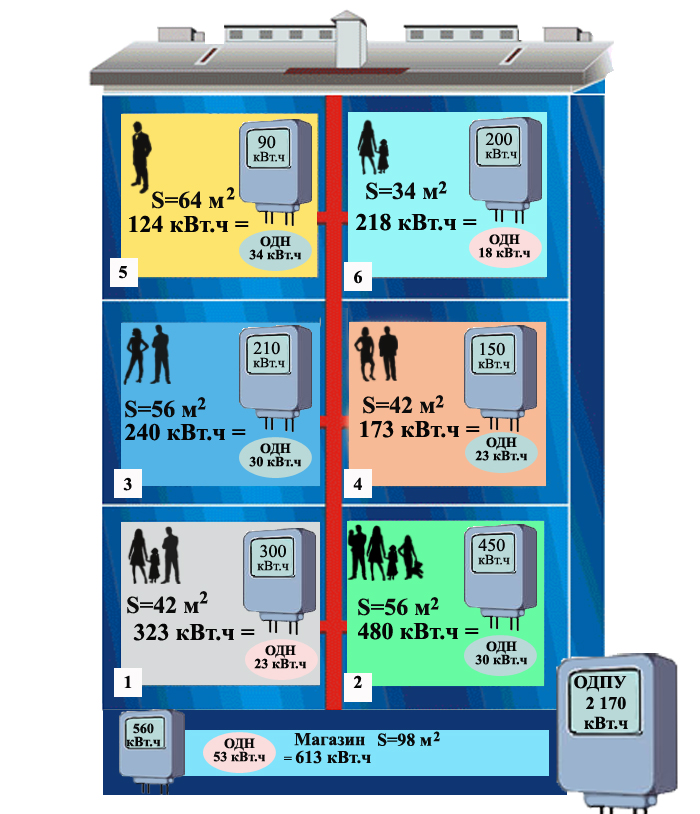 90
кВт.ч
S=64 м²
124 кВт.ч =
ОДН
34 кВт.ч
5
200
кВт.ч
S=34 м²
218 кВт.ч =
ОДН
18 кВт.ч
6
210
кВт.ч
S=56 м²
240 кВт.ч =
ОДН
30 кВт.ч
3
150
кВт.ч
S=42 м²
173 кВт.ч =
ОДН
23 кВт.ч
4
300
кВт.ч
S=42 м²
323 кВт.ч =
ОДН
23 кВт.ч
1
450
кВт.ч
S=56 м²
480 кВт.ч =
ОДН
30 кВт.ч
2
ОДПУ
2 170
кВт.ч
560
кВт.ч
ОДН
53 кВт.ч
Магазин S=98 м²
= 613 кВт.ч